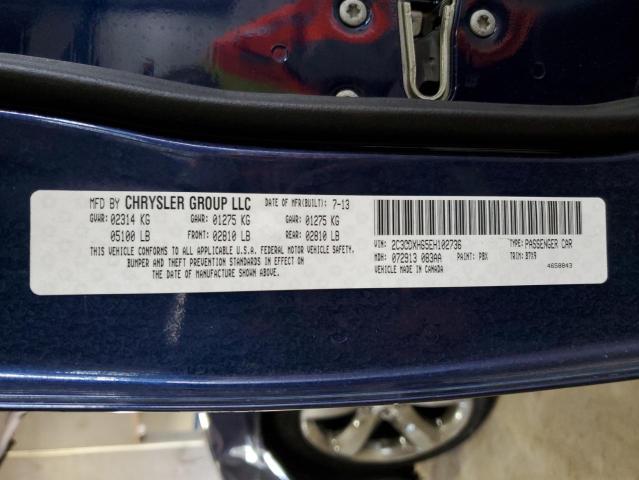 MFD BY CHRYSLER GROUP LLC DATE OF MFR(BUILT): 7-13
GVWR: 02314 KG GAWR: 01275 KG GAWR: 01275 KG
05100 LB FRONT: 02810 LB REAR: 02810 LB
THIS VEHICLE CONFORMS TO ALL APPLICABLE U.S.A. FEDERAL MOTOR VEHICLE SAFETY,
BUMPER AND THEFT PREVENTION STANDARDS IN EFFECT ON
THE DATE OF MANUFACTURE SHOWN ABOVE.
VIN: 2C3CDXHG5EH102736 TYPE: PASSENGER CAR
MDH: 072913 083AA PAINT: PBX TRIM: B7X9
VEHICLE MADE IN CANADA
4650843